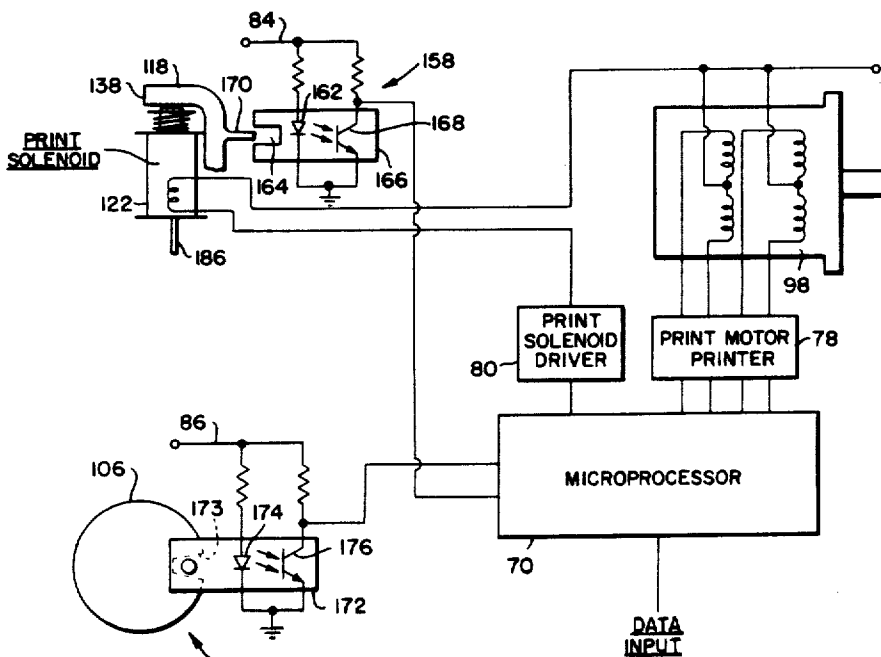 84
158
118
138
170
162
168
PRINT
SOLENOID
164
166
122
186
98
PRINT
SOLENOID
DRIVER
80
PRINT MOTOR
PRINTER
78
86
106
173
174
176
172
MICROPROCESSOR
70
DATA
INPUT